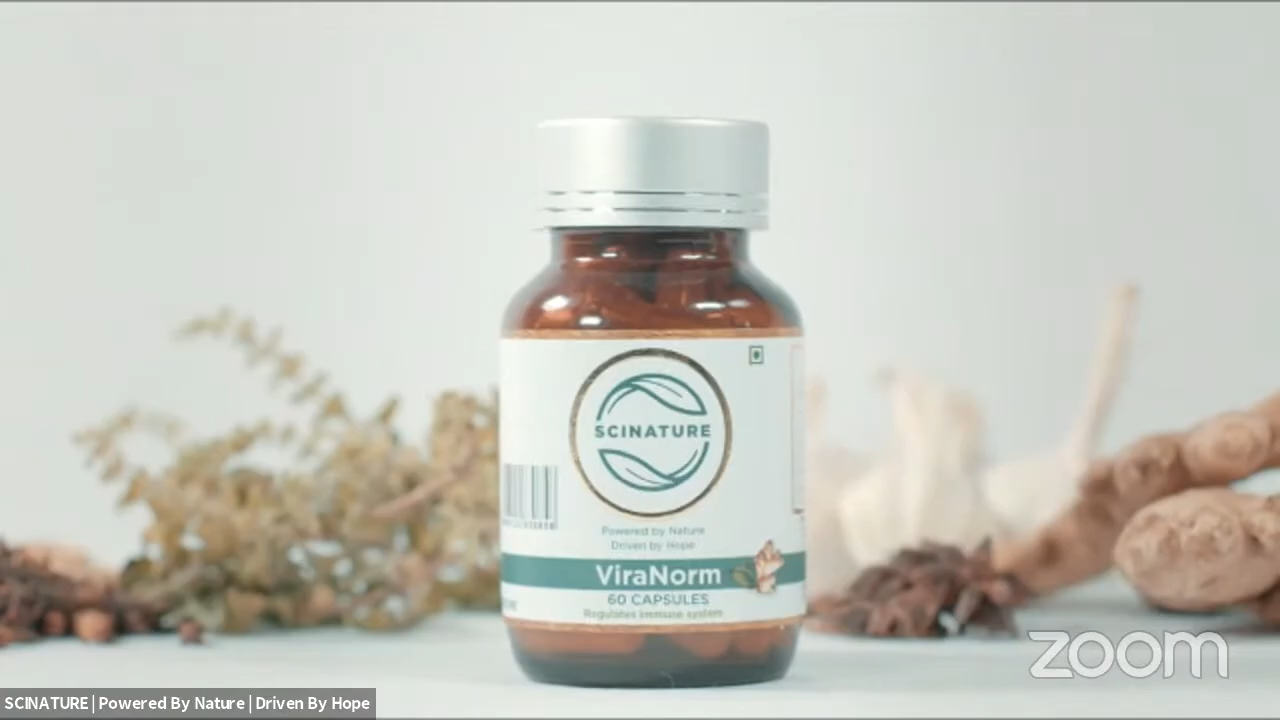 SCINATURE
Powered by Nature
Driven by Hope
ViraNorm
60 CAPSULES
Regulates immune system
zoom
SCINATURE | Powered By Nature | Driven By Hope